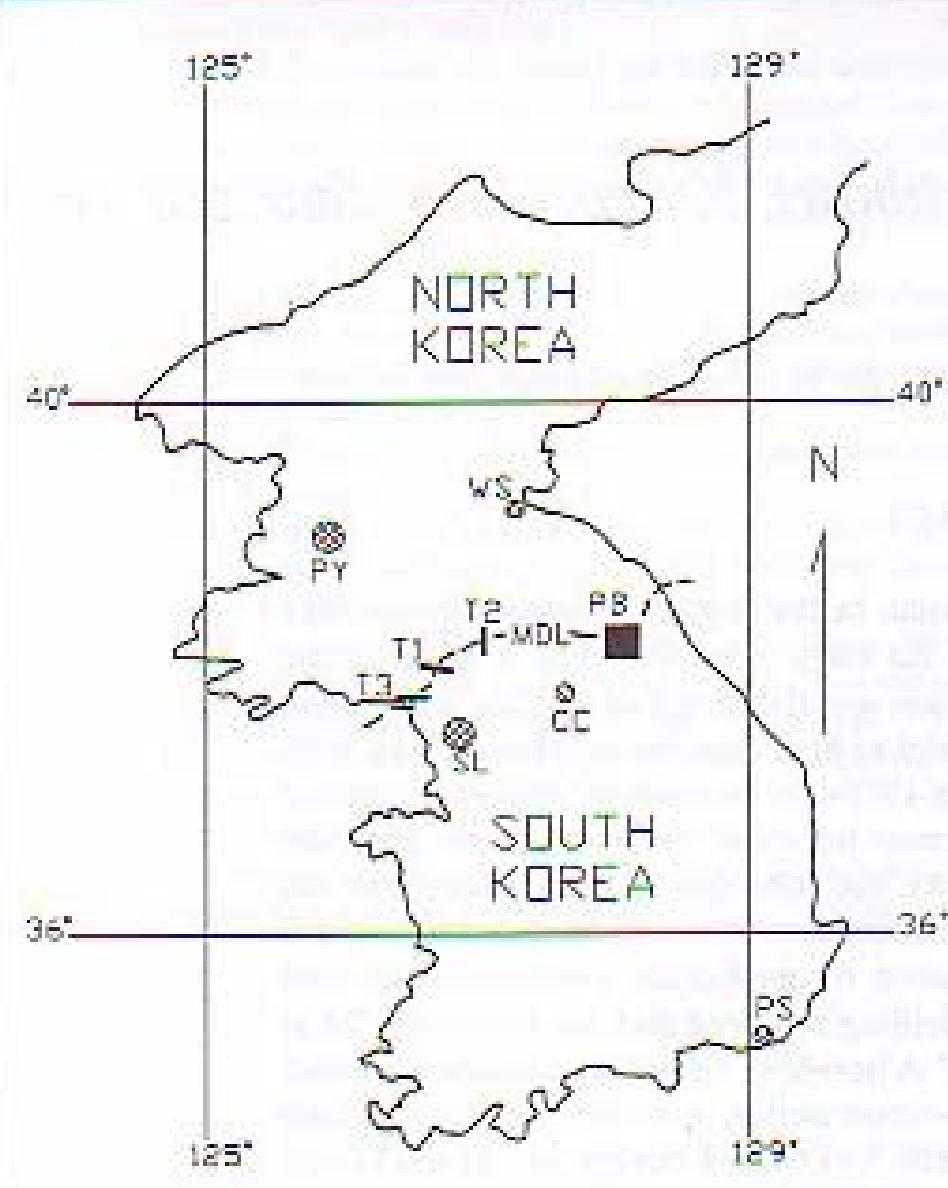 125° 129°
NORTH
KOREA
40° 40°
N
WS
PY
T2 PB
MDL
T1
T3
CC
SL
SOUTH
KOREA
36° 36°
PS
125° 129°